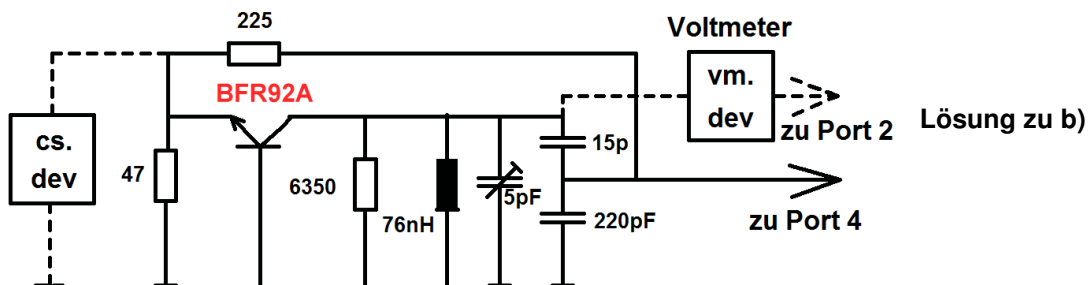 225
Voltmeter
BFR92A
vm.
dev
zu Port 2
Lösung zu b)
cs.
dev
47
6350
76nH
5pF
15p
220pF
zu Port 4